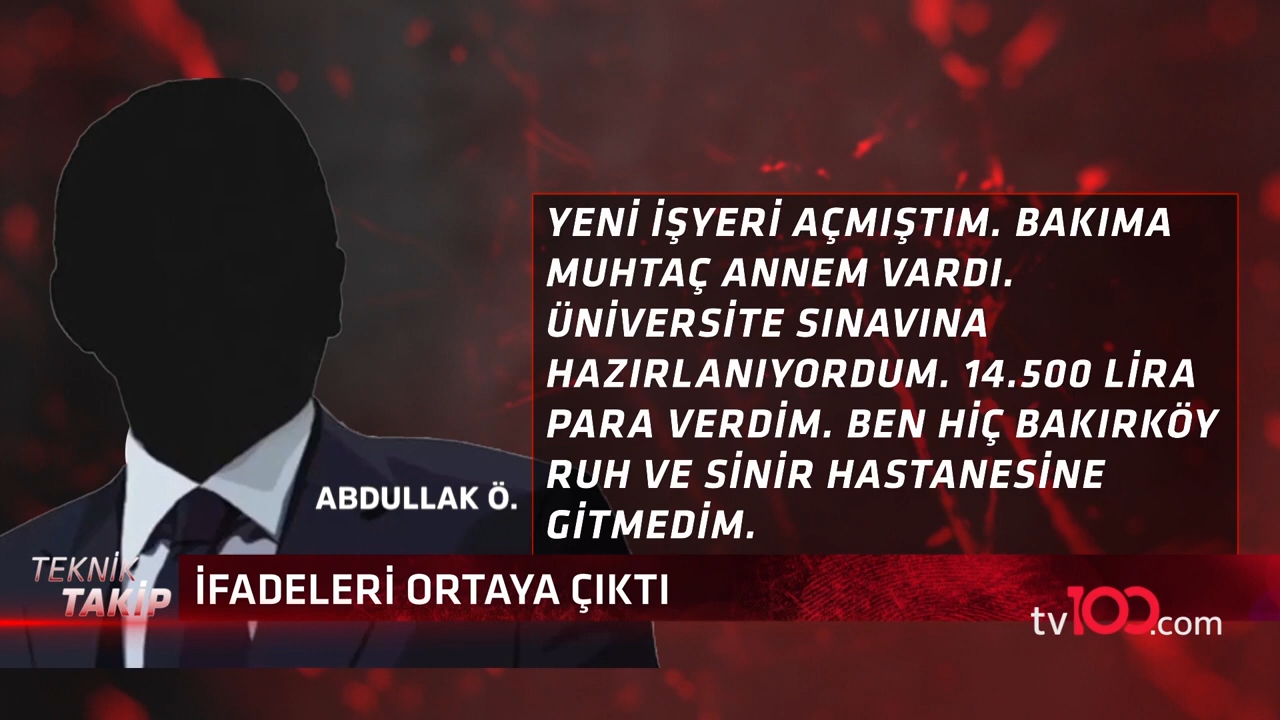 YENİ İŞYERİ AÇMIŞTIM. BAKIMA
MUHTAÇ ANNEM VARDI.
ÜNİVERSİTE SINAVINA
HAZIRLANIYORDUM. 14.500 LİRA
PARA VERDİM. BEN HİÇ BAKIRKÖY
RUH VE SİNİR HASTANESİNE
GİTMEDİM.
ABDULLAK Ö.
TEKNİK
TAKİP
İFADELERİ ORTAYA ÇIKTI
tv100.com